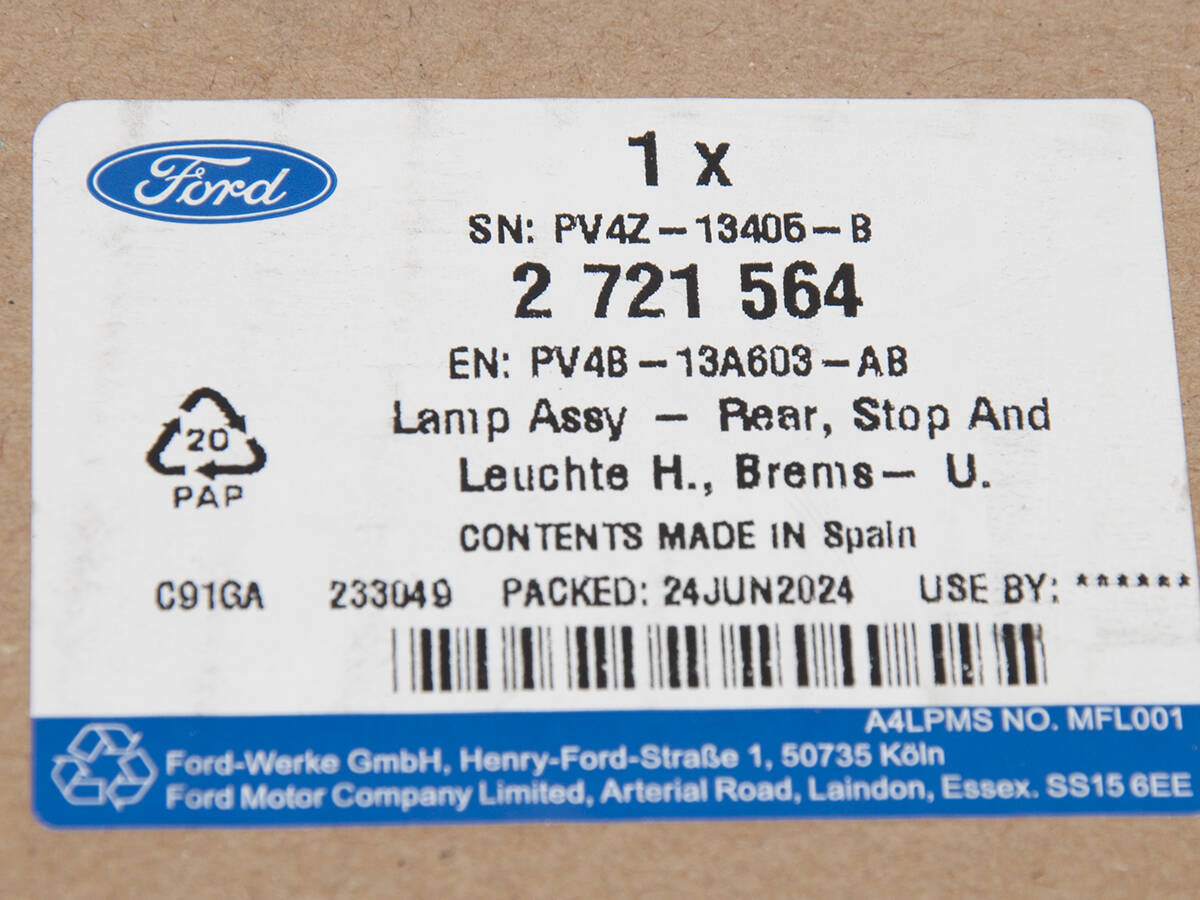 Ford
1 x
SN: PV4Z-13405-B
2 721 564
EN: PV4B-13A603-AB
Lamp Assy - Rear, Stop And
Leuchte H., Brems- U.
20
PAP
CONTENTS MADE IN Spain
C91GA 233049 PACKED: 24JUN2024 USE BY: ******
A4LPMS NO. MFL001
Ford-Werke GmbH, Henry-Ford-Straße 1, 50735 Köln
Ford Motor Company Limited, Arterial Road, Laindon, Essex. SS15 6EE